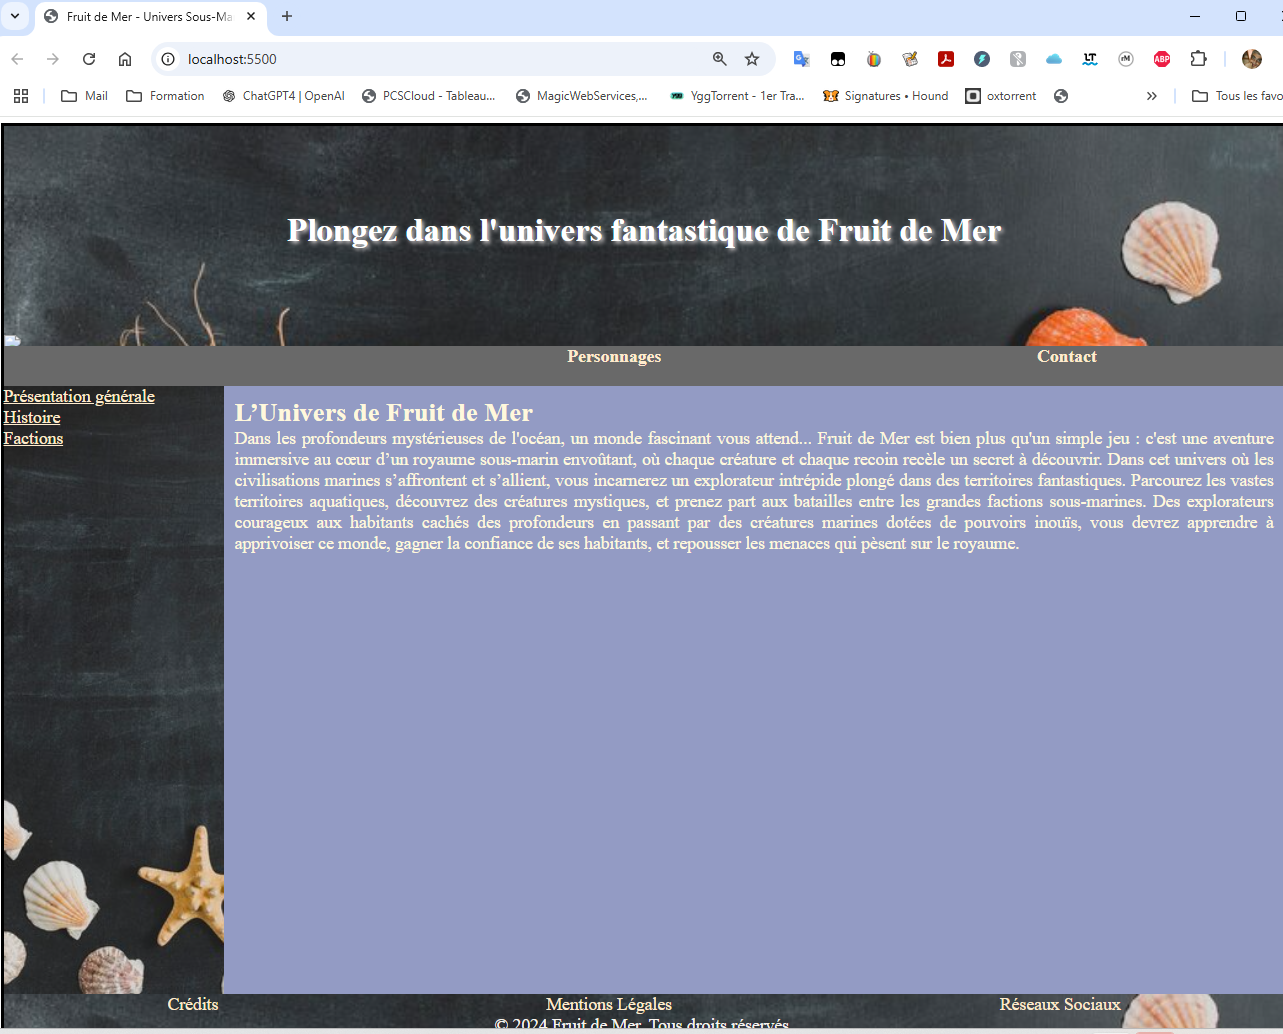 Fruit de Mer - Univers Sous-Ma
localhost:5500
Mail Formation ChatGPT4 | OpenAI PCSCloud - Tableau... MagicWebServices,... YggTorrent - 1er Tra... Signatures • Hound oxtorrent » Tous les favo
Plongez dans l'univers fantastique de Fruit de Mer
Personnages Contact
Présentation générale
Histoire
Factions
L’Univers de Fruit de Mer
Dans les profondeurs mystérieuses de l'océan, un monde fascinant vous attend... Fruit de Mer est bien plus qu'un simple jeu : c'est une aventure
immersive au cœur d’un royaume sous-marin envoûtant, où chaque créature et chaque recoin recèle un secret à découvrir. Dans cet univers où les
civilisations marines s’affrontent et s’allient, vous incarnerez un explorateur intrépide plongé dans des territoires fantastiques. Parcourez les vastes
territoires aquatiques, découvrez des créatures mystiques, et prenez part aux batailles entre les grandes factions sous-marines. Des explorateurs
courageux aux habitants cachés des profondeurs en passant par des créatures marines dotées de pouvoirs inouïs, vous devrez apprendre à
apprivoiser ce monde, gagner la confiance de ses habitants, et repousser les menaces qui pèsent sur le royaume.
Crédits Mentions Légales Réseaux Sociaux
© 2024 Fruit de Mer. Tous droits réservés